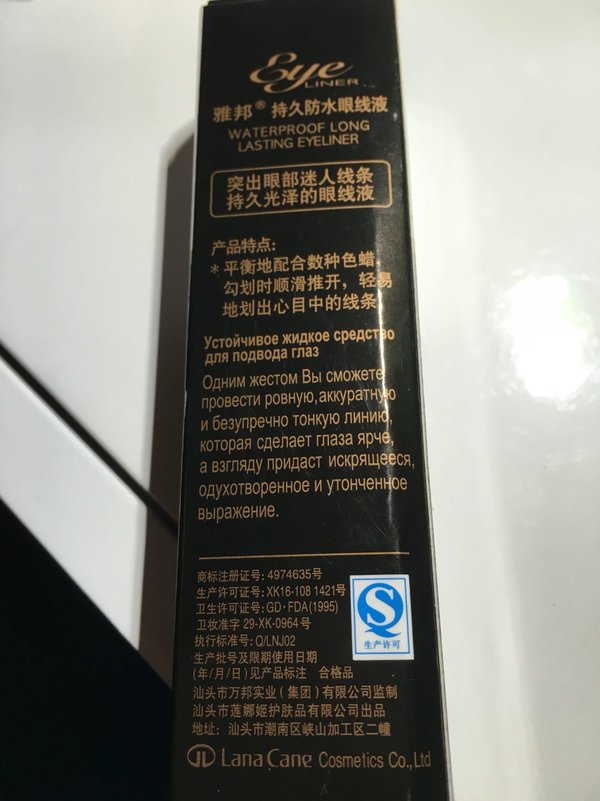 Eye
LINER
雅邦® 持久防水眼线液
WATERPROOF LONG
LASTING EYELINER
突出眼部迷人线条
持久光泽的眼线液
产品特点:
*平衡地配合数种色蜡,
勾划时顺滑推开，轻易
地划出心目中的线条
Устойчивое жидкое средство
для подвода глаз
Одним жестом Вы сможете
провести ровную,аккуратную
и безупречно тонкую линию,
которая сделает глаза ярче,
а взгляду придаст искрящееся,
одухотворенное и утонченное
выражение.
商标注册证号: 4974635号
生产许可证号: XK16-108 1421号
卫生许可证号: GD·FDA(1995)
卫妆准字 29-XK-0964号
执行标准号: Q/LNJ02
生产批号及限期使用日期
(年/月/日)见产品标注 合格品
生产许可
汕头市万邦实业(集团)有限公司监制
汕头市莲娜姬护肤品有限公司出品
地址: 汕头市潮南区峡山加工区二幢
Lana Cane Cosmetics Co., Ltd